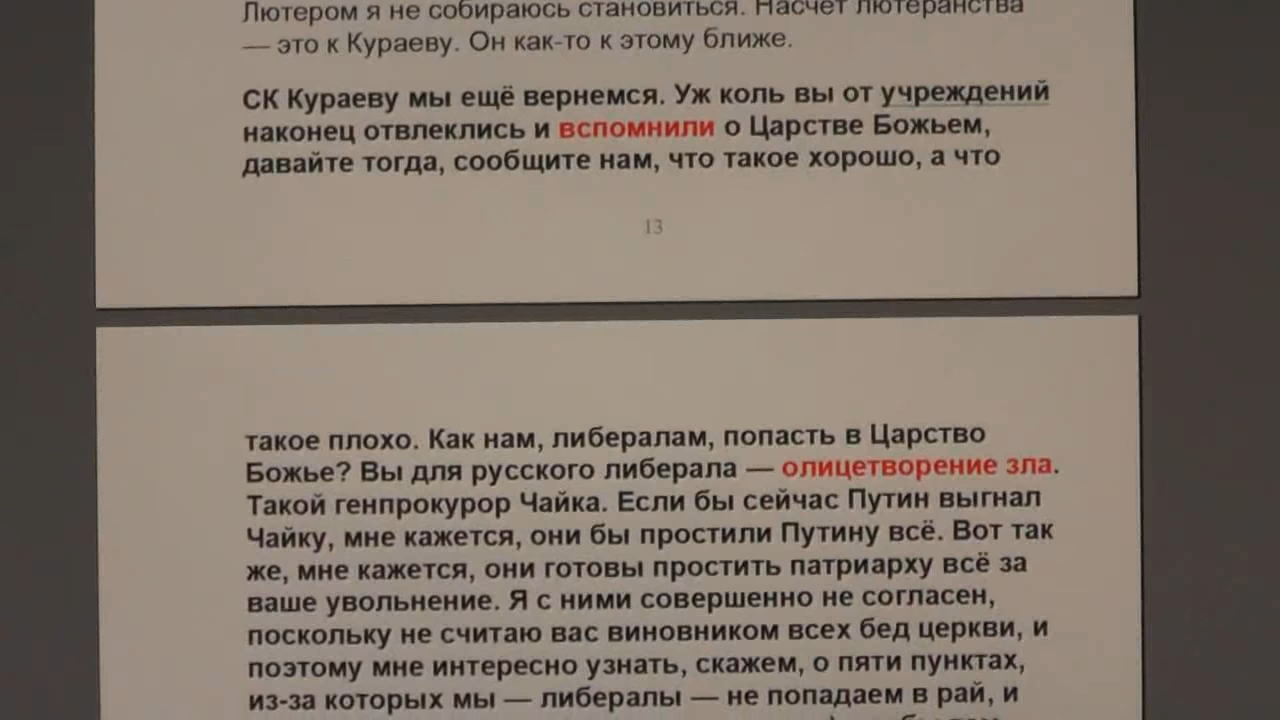 Лютером я не собираюсь становиться. Насчет лютеранства
— это к Кураеву. Он как-то к этому ближе.
СК Кураеву мы ещё вернемся. Уж коль вы от учреждений
наконец отвлеклись и вспомнили о Царстве Божьем,
давайте тогда, сообщите нам, что такое хорошо, а что
13
такое плохо. Как нам, либералам, попасть в Царство
Божье? Вы для русского либерала — олицетворение зла.
Такой генпрокурор Чайка. Если бы сейчас Путин выгнал
Чайку, мне кажется, они бы простили Путину всё. Вот так
же, мне кажется, они готовы простить патриарху всё за
ваше увольнение. Я с ними совершенно не согласен,
поскольку не считаю вас виновником всех бед церкви, и
поэтому мне интересно узнать, скажем, о пяти пунктах,
из-за которых мы — либералы — не попадаем в рай, и